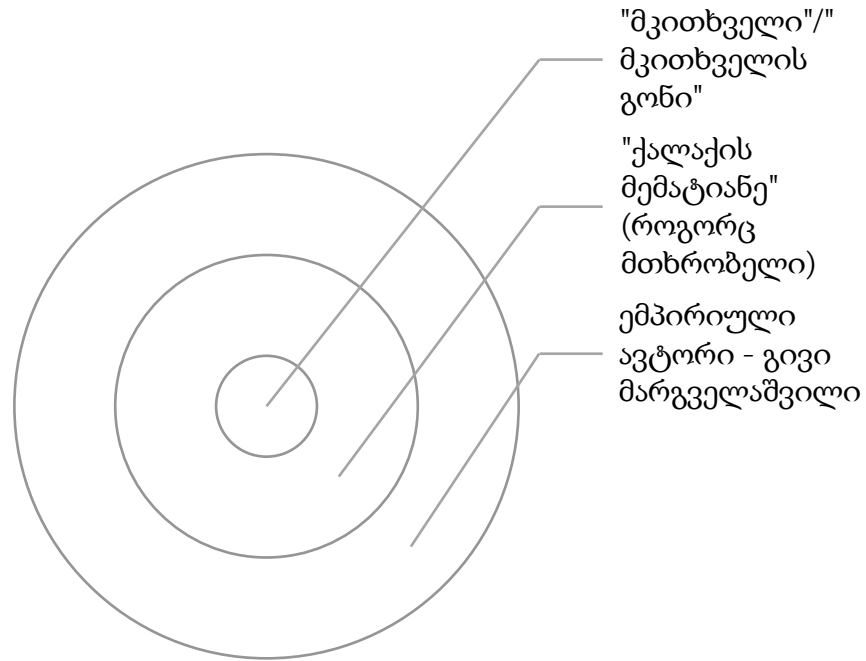 "მკითხველი"/"
მკითხველის
გონი"
"ქალაქის
მემატიანე"
(როგორც
მთხრობელი)
ემპირიული
ავტორი - გივი
მარგველაშვილი